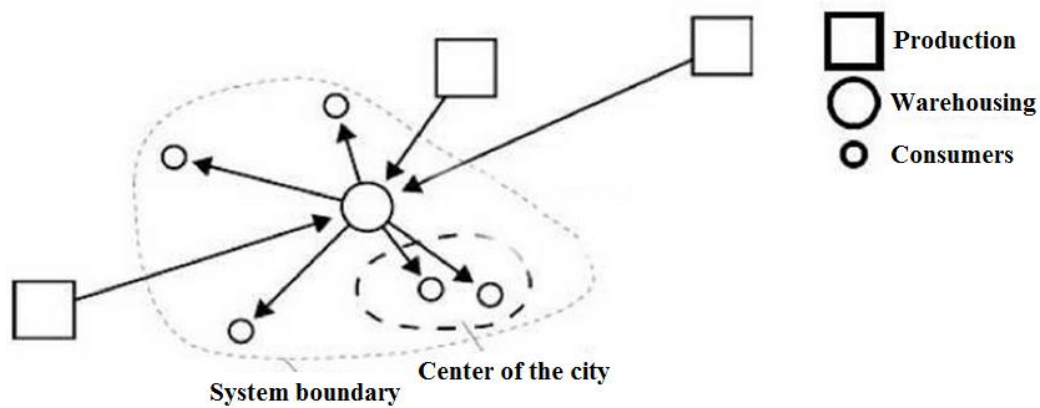 Production
Warehousing
Consumers
Center of the city
System boundary